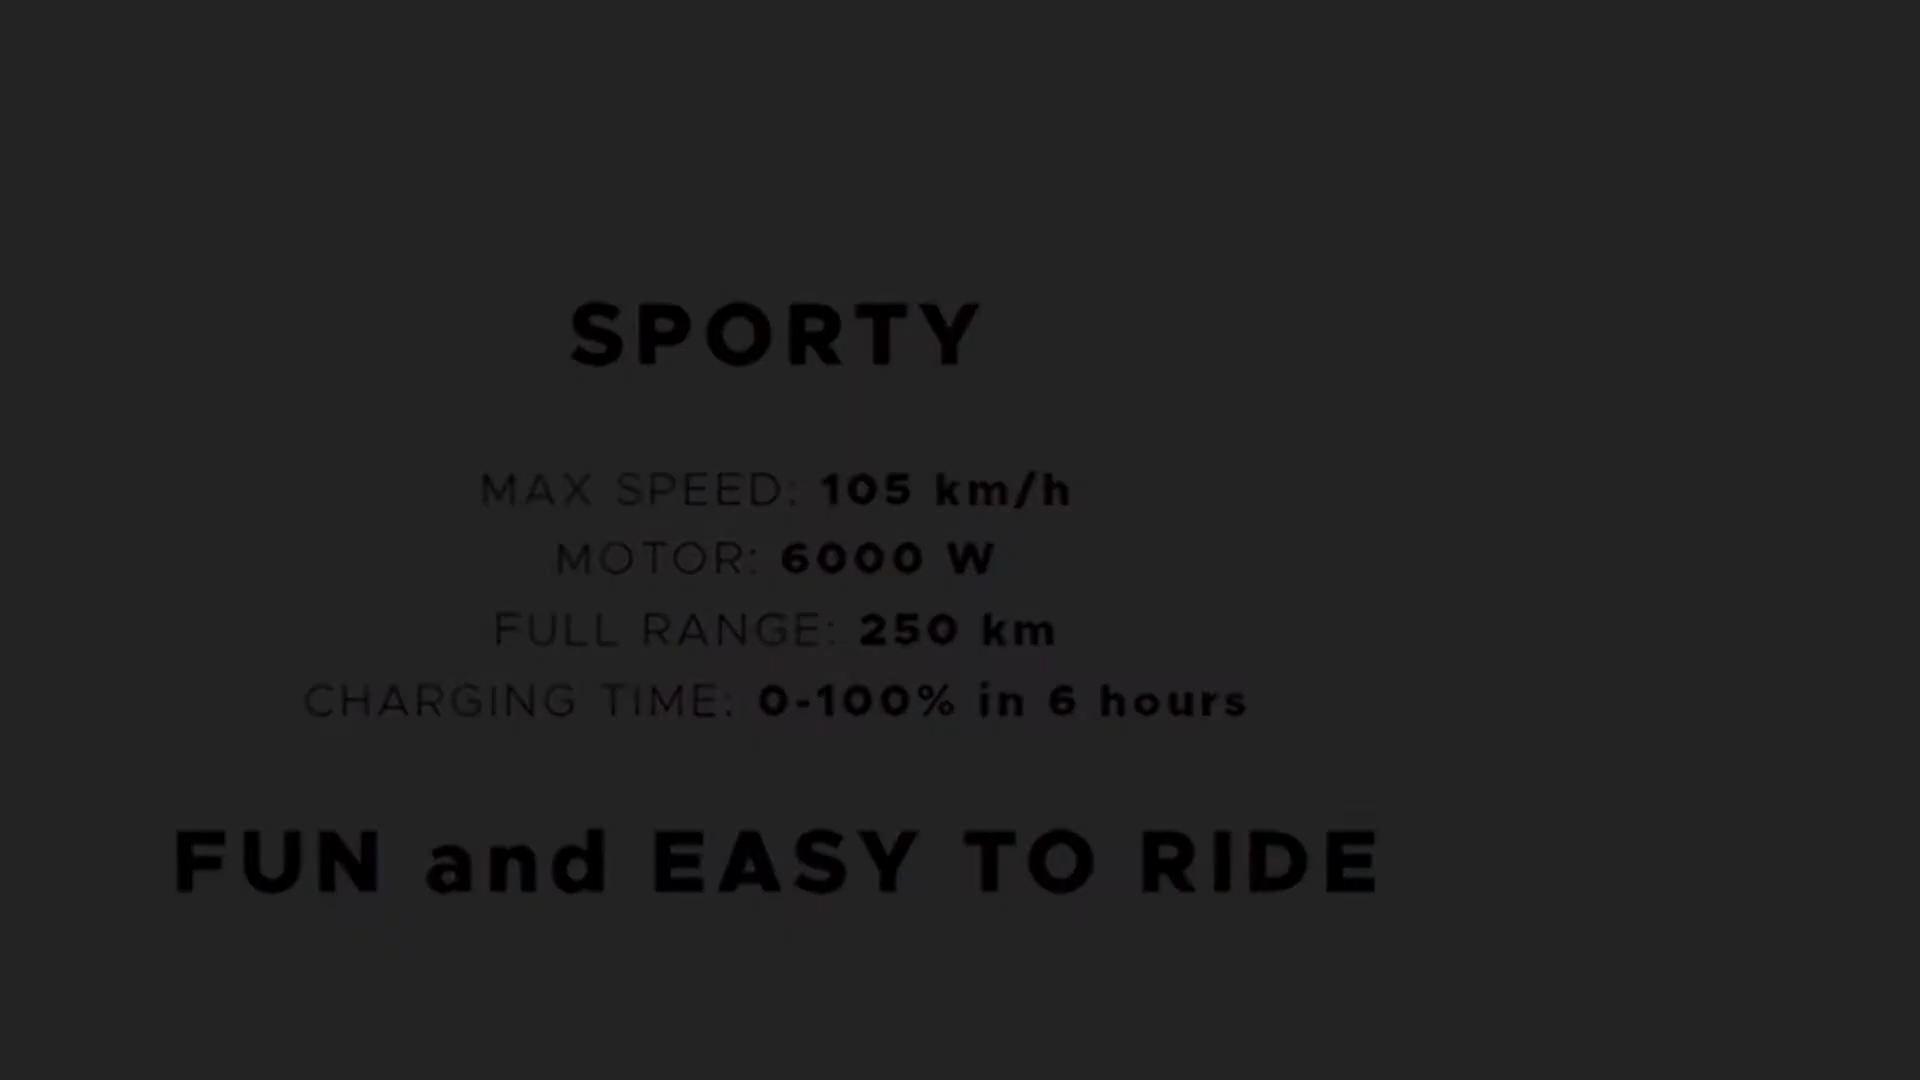 SPORTY
MAX SPEED: 105 km/h
MOTOR: 6000 W
FULL RANGE: 250 km
CHARGING TIME: 0-100% in 6 hours
FUN and EASY TO RIDE